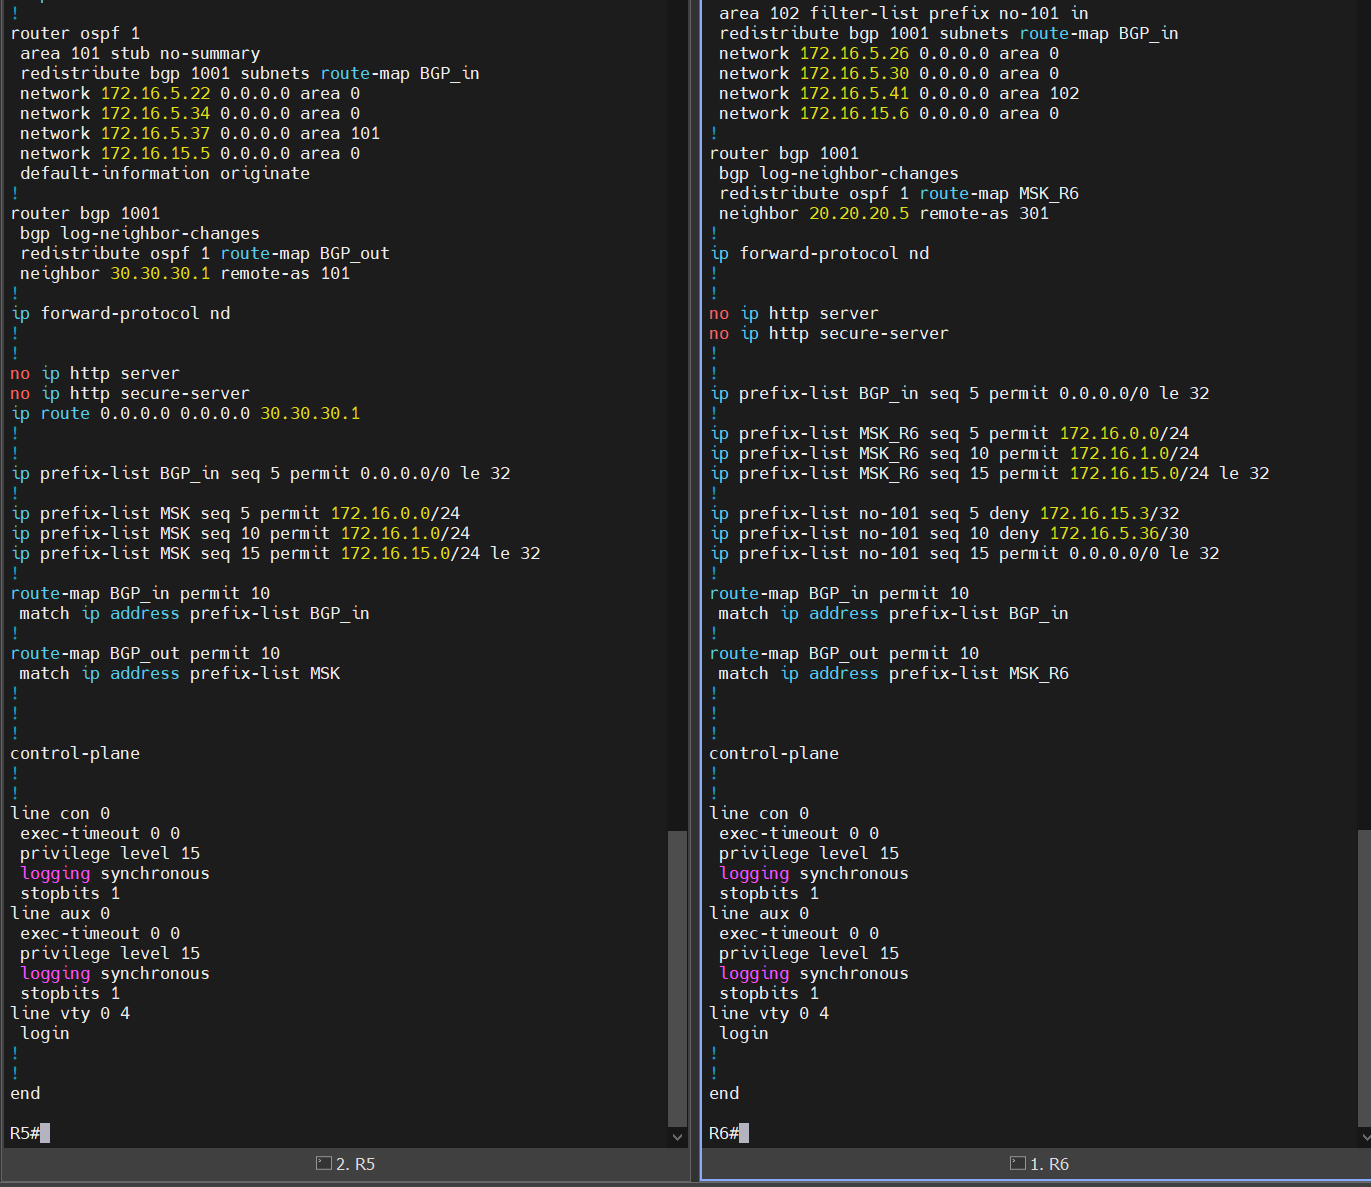 !
router ospf 1
 area 101 stub no-summary
 redistribute bgp 1001 subnets route-map BGP_in
 network 172.16.5.22 0.0.0.0 area 0
 network 172.16.5.34 0.0.0.0 area 0
 network 172.16.5.37 0.0.0.0 area 101
 network 172.16.15.5 0.0.0.0 area 0
 default-information originate
!
router bgp 1001
 bgp log-neighbor-changes
 redistribute ospf 1 route-map BGP_out
 neighbor 30.30.30.1 remote-as 101
!
ip forward-protocol nd
!
!
no ip http server
no ip http secure-server
ip route 0.0.0.0 0.0.0.0 30.30.30.1
!
!
ip prefix-list BGP_in seq 5 permit 0.0.0.0/0 le 32
!
ip prefix-list MSK seq 5 permit 172.16.0.0/24
ip prefix-list MSK seq 10 permit 172.16.1.0/24
ip prefix-list MSK seq 15 permit 172.16.15.0/24 le 32
!
route-map BGP_in permit 10
 match ip address prefix-list BGP_in
!
route-map BGP_out permit 10
 match ip address prefix-list MSK
!
!
!
control-plane
!
!
line con 0
 exec-timeout 0 0
 privilege level 15
 logging synchronous
 stopbits 1
line aux 0
 exec-timeout 0 0
 privilege level 15
 logging synchronous
 stopbits 1
line vty 0 4
 login
!
!
end
R5#
2. R5
 area 102 filter-list prefix no-101 in
 redistribute bgp 1001 subnets route-map BGP_in
 network 172.16.5.26 0.0.0.0 area 0
 network 172.16.5.30 0.0.0.0 area 0
 network 172.16.5.41 0.0.0.0 area 102
 network 172.16.15.6 0.0.0.0 area 0
!
router bgp 1001
 bgp log-neighbor-changes
 redistribute ospf 1 route-map MSK_R6
 neighbor 20.20.20.5 remote-as 301
!
ip forward-protocol nd
!
!
no ip http server
no ip http secure-server
!
!
ip prefix-list BGP_in seq 5 permit 0.0.0.0/0 le 32
!
ip prefix-list MSK_R6 seq 5 permit 172.16.0.0/24
ip prefix-list MSK_R6 seq 10 permit 172.16.1.0/24
ip prefix-list MSK_R6 seq 15 permit 172.16.15.0/24 le 32
!
ip prefix-list no-101 seq 5 deny 172.16.15.3/32
ip prefix-list no-101 seq 10 deny 172.16.5.36/30
ip prefix-list no-101 seq 15 permit 0.0.0.0/0 le 32
!
route-map BGP_in permit 10
 match ip address prefix-list BGP_in
!
route-map BGP_out permit 10
 match ip address prefix-list MSK_R6
!
!
!
control-plane
!
!
line con 0
 exec-timeout 0 0
 privilege level 15
 logging synchronous
 stopbits 1
line aux 0
 exec-timeout 0 0
 privilege level 15
 logging synchronous
 stopbits 1
line vty 0 4
 login
!
!
end
R6#
1. R6